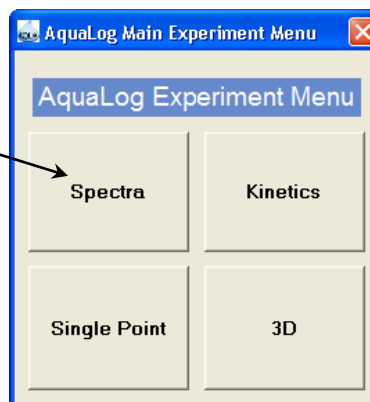 AquaLog Main Experiment Menu
AquaLog Experiment Menu
Spectra Kinetics
Single Point 3D